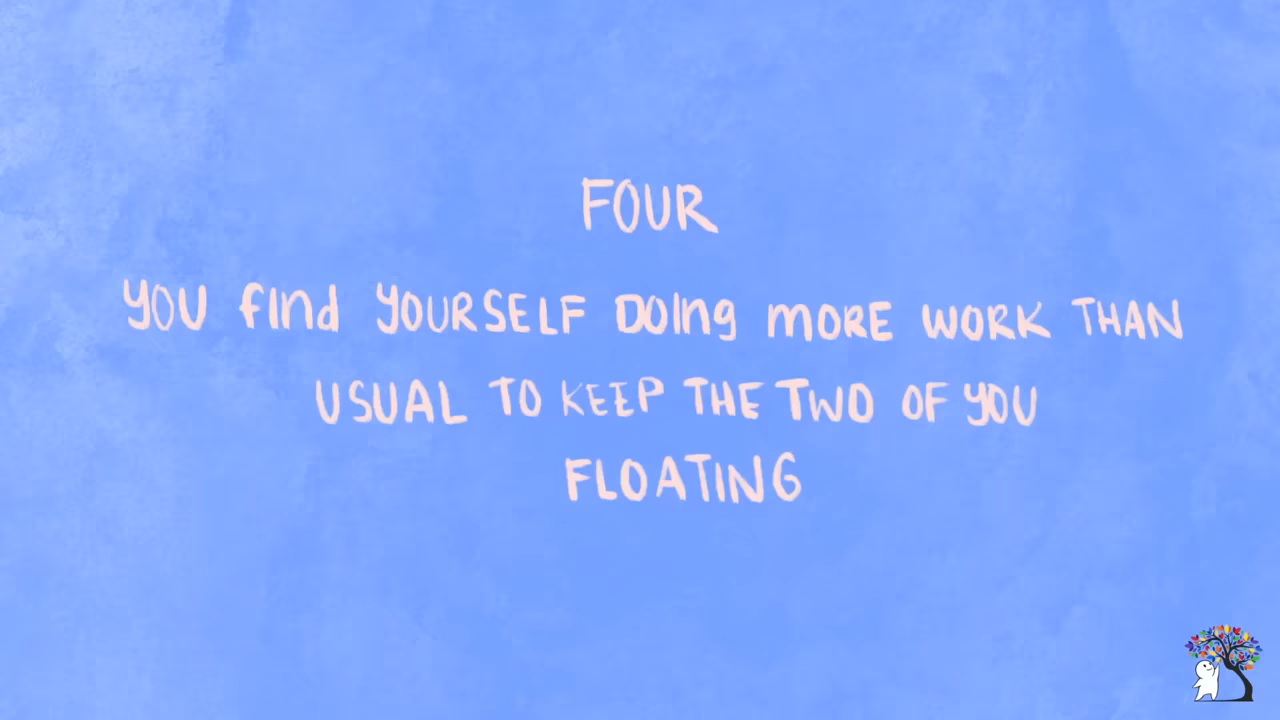 FOUR
YOU find YOURSELF DOIng mORE WORK THAN
USUAL TO KEEP THE TWO OF YOU
FLOATING